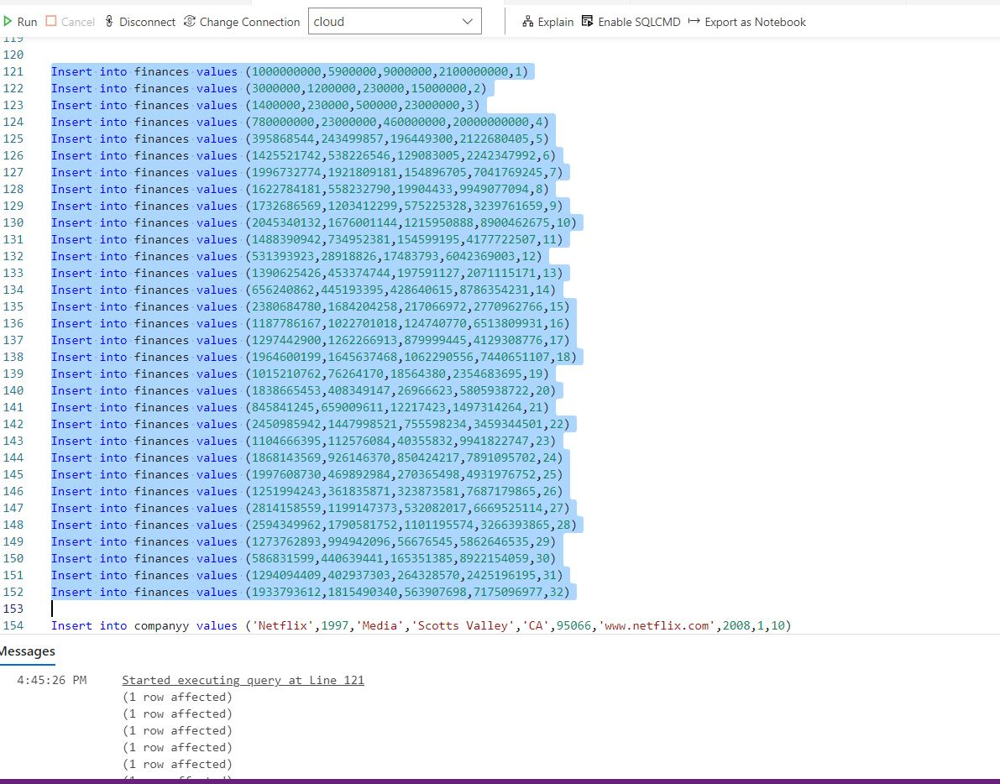 Run Cancel Disconnect Change Connection cloud Explain Enable SQLCMD Export as Notebook
119
120
121 Insert into finances values (1000000000,5900000,9000000,2100000000,1)
122 Insert into finances values (3000000,1200000,230000,15000000,2)
123 Insert into finances values (1400000,230000,500000,23000000,3)
124 Insert into finances values (780000000,23000000,460000000,20000000000,4)
125 Insert into finances values (395868544,243499857,196449300,2122680405,5)
126 Insert into finances values (1425521742,538226546,129083005,2242347992,6)
127 Insert into finances values (1996732774,1921809181,154896705,7041769245,7)
128 Insert into finances values (1622784181,558232790,19904433,9949077094,8)
129 Insert into finances values (1732686569,1203412299,575225328,3239761659,9)
130 Insert into finances values (2045340132,1676001144,1215950888,8900462675,10)
131 Insert into finances values (1488390942,734952381,154599195,4177722507,11)
132 Insert into finances values (531393923,28918826,17483793,6042369003,12)
133 Insert into finances values (1390625426,453374744,197591127,2071115171,13)
134 Insert into finances values (656240862,445193395,428640615,8786354231,14)
135 Insert into finances values (2380684780,1684204258,217066972,2770962766,15)
136 Insert into finances values (1187786167,1022701018,124740770,6513809931,16)
137 Insert into finances values (1297442900,1262266913,879999445,4129308776,17)
138 Insert into finances values (1964600199,1645637468,1062290556,7440651107,18)
139 Insert into finances values (1015210762,76264170,18564380,2354683695,19)
140 Insert into finances values (1838665453,408349147,26966623,5805938722,20)
141 Insert into finances values (845841245,659009611,12217423,1497314264,21)
142 Insert into finances values (2450985942,1447998521,755598234,3459344501,22)
143 Insert into finances values (1104666395,112576084,40355832,9941822747,23)
144 Insert into finances values (1868143569,926146370,850424217,7891095702,24)
145 Insert into finances values (1997608730,469892984,270365498,4931976752,25)
146 Insert into finances values (1251994243,361835871,323873581,7687179865,26)
147 Insert into finances values (2814158559,1199147373,532082017,6669525114,27)
148 Insert into finances values (2594349962,1790581752,1101195574,3266393865,28)
149 Insert into finances values (1273762893,994942096,56676545,5862646535,29)
150 Insert into finances values (586831599,440639441,165351385,8922154059,30)
151 Insert into finances values (1294094409,402937303,264328570,2425196195,31)
152 Insert into finances values (1933793612,1815490340,563907698,7175096977,32)
153
154 Insert into companyy values ('Netflix',1997,'Media','Scotts Valley','CA',95066,'www.netflix.com',2008,1,10)
Messages
4:45:26 PM Started executing query at Line 121
(1 row affected)
(1 row affected)
(1 row affected)
(1 row affected)
(1 row affected)